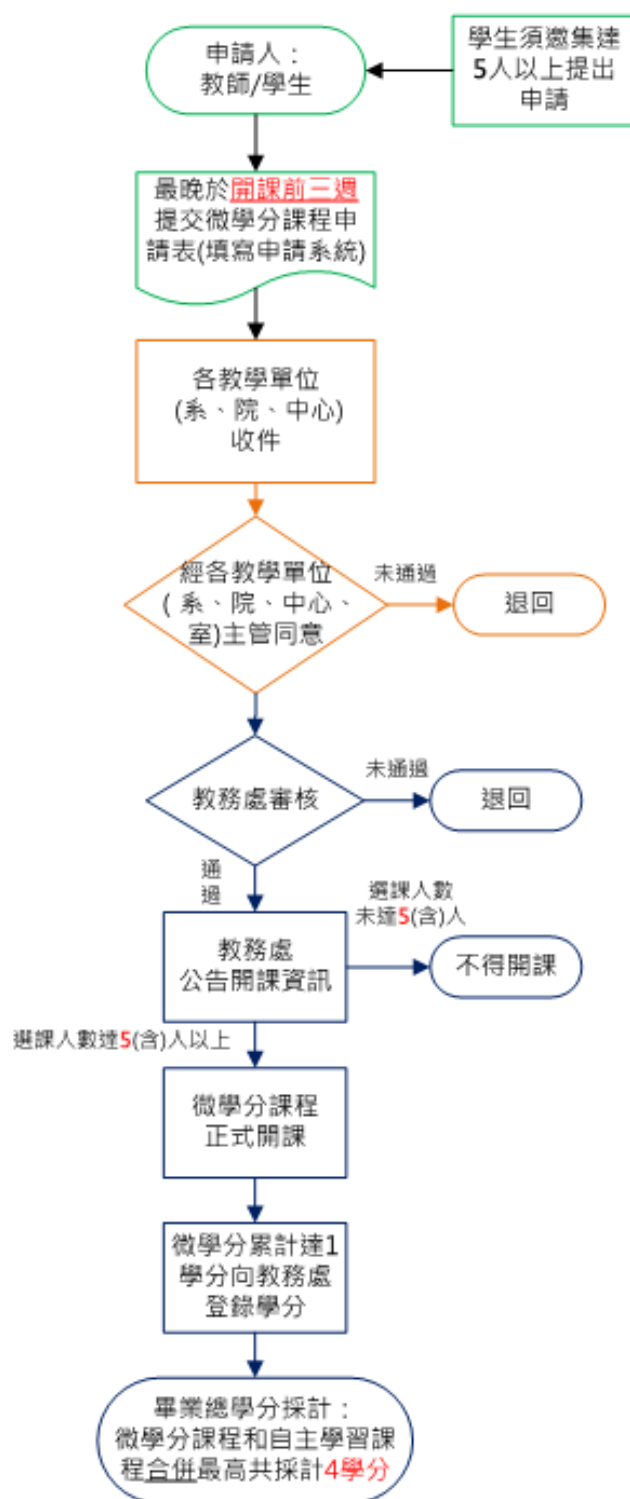 申請人：
教師/學生
學生須邀集達
5人以上提出
申請
最晚於開課前三週
提交微學分課程申
請表(填寫申請系統)
各教學單位
(系、院、中心)
收件
經各教學單位
( 系、院、中心、
室)主管同意
未通過
退回
教務處審核
未通過
退回
通
過
教務處
公告開課資訊
選課人數
未達5(含)人
不得開課
選課人數達5(含)人以上
微學分課程
正式開課
微學分累計達1
學分向教務處
登錄學分
畢業總學分採計：
微學分課程和自主學習課
程合併最高共採計4學分